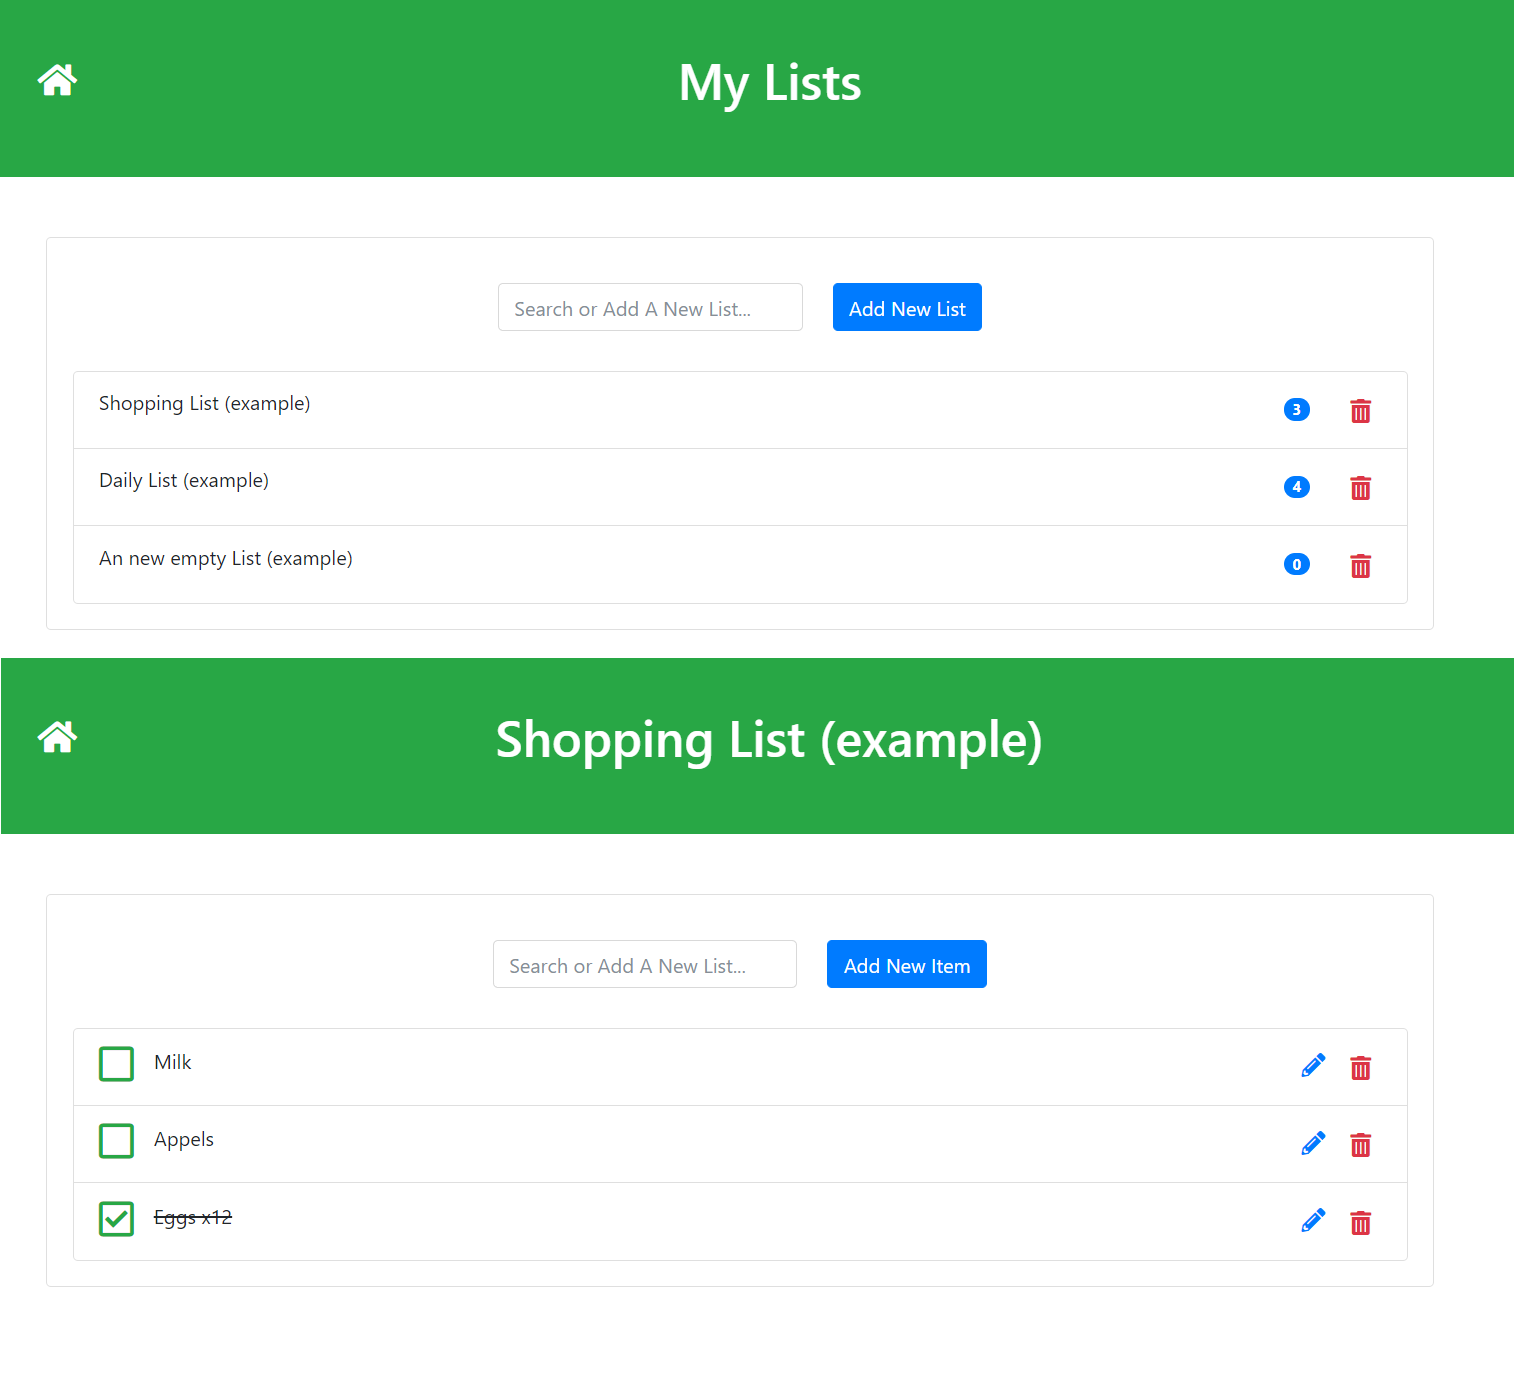 My Lists
Search or Add A New List...
Add New List
Shopping List (example)
3
Daily List (example)
4
An new empty List (example)
0
Shopping List (example)
Search or Add A New List...
Add New Item
Milk
Appels
Eggs x12